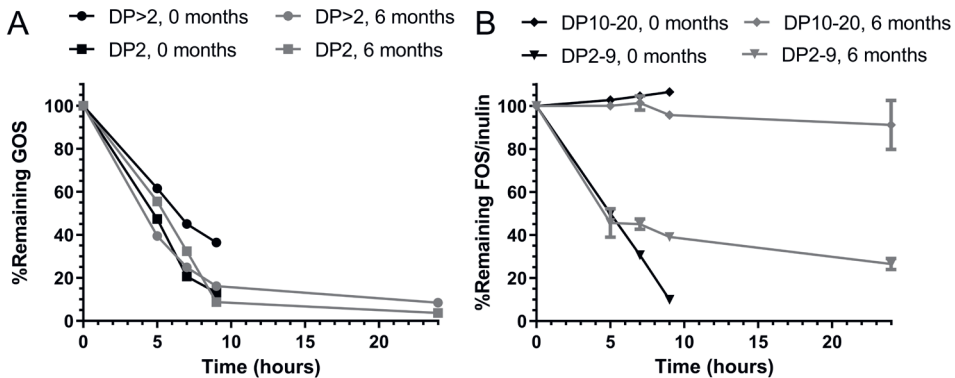 A
DP>2, 0 months
DP>2, 6 months
DP2, 0 months
DP2, 6 months
%Remaining GOS
100
80
60
40
20
0
0 5 10 15 20
Time (hours)
B
DP10-20, 0 months
DP10-20, 6 months
DP2-9, 0 months
DP2-9, 6 months
%Remaining FOS/inulin
100
80
60
40
20
0
0 5 10 15 20
Time (hours)